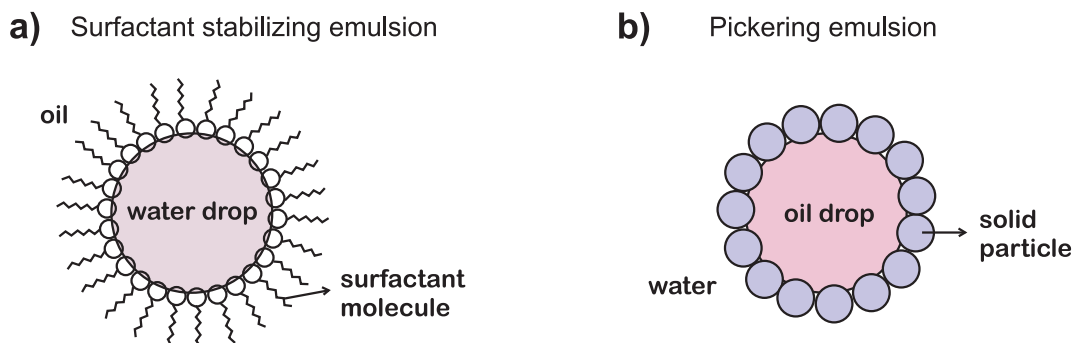 a) Surfactant stabilizing emulsion
oil
water drop
surfactant
molecule
b) Pickering emulsion
oil drop
solid
particle
water